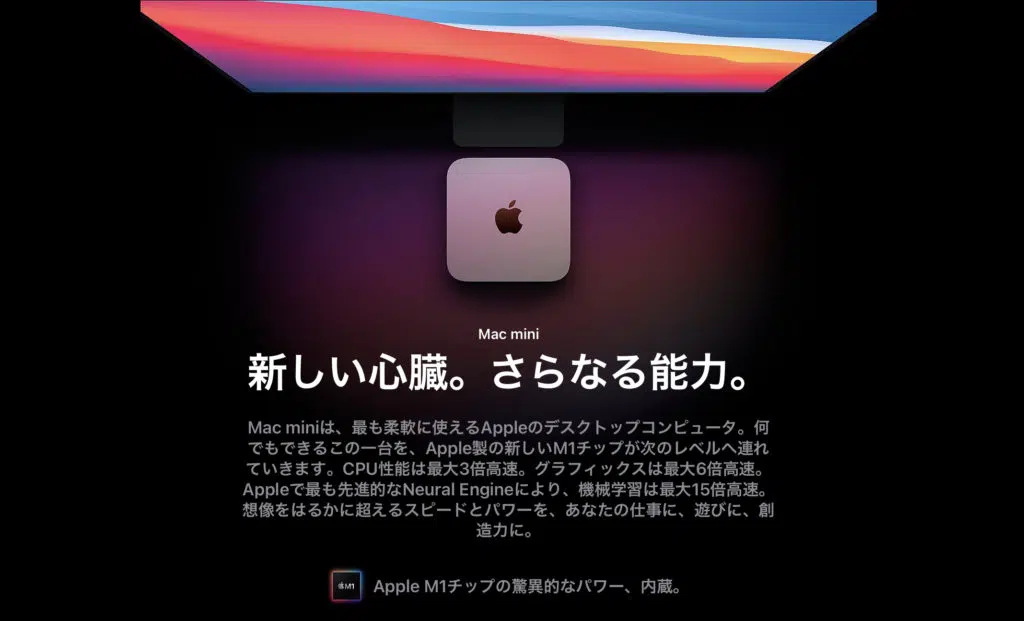 Mac mini
新しい心臓。さらなる能力。
Mac miniは、最も柔軟に使えるAppleのデスクトップコンピュータ。何
でもできるこの一台を、Apple製の新しいM1チップが次のレベルへ連れ
ていきます。CPU性能は最大3倍高速。グラフィックスは最大6倍高速。
Appleで最も先進的なNeural Engineにより、機械学習は最大15倍高速。
想像をはるかに超えるスピードとパワーを、あなたの仕事に、遊びに、創
造力に。
M1
Apple M1チップの驚異的なパワー、内蔵。